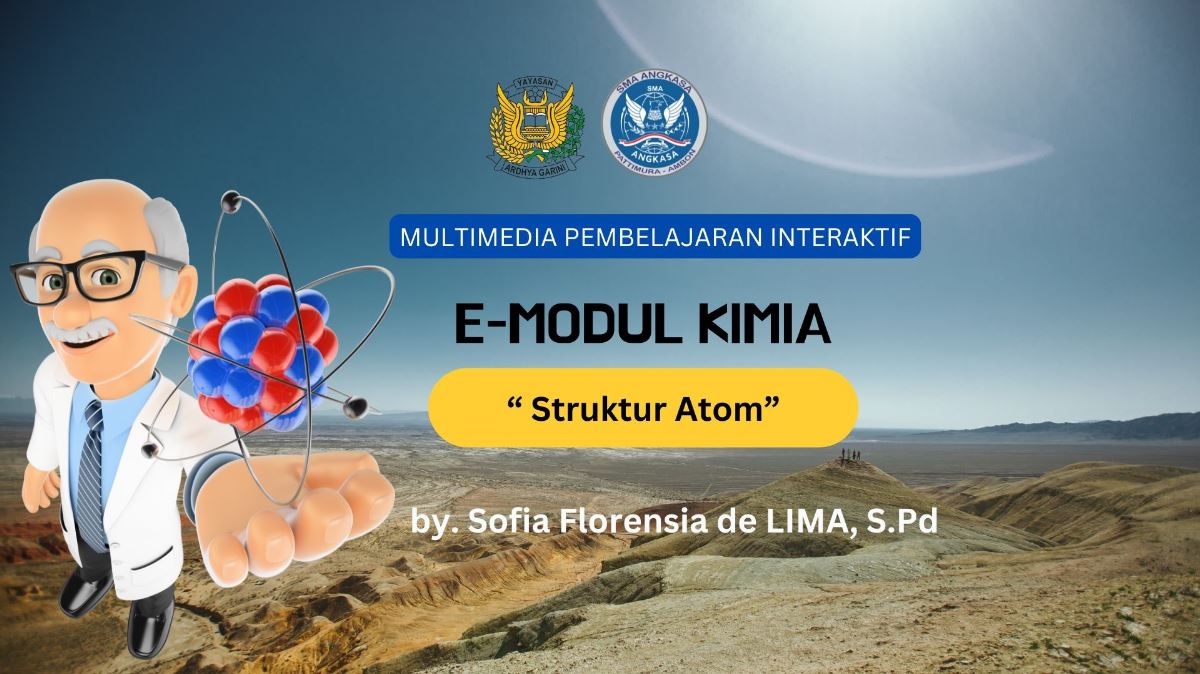 YAYASAN
ARDHYA GARINI
SMA ANGKASA
SMA
ANGKASA
PATTIMURA - AMBON
MULTIMEDIA PEMBELAJARAN INTERAKTIF
E-MODUL KIMIA
“ Struktur Atom”
by. Sofia Florensia de LIMA, S.Pd